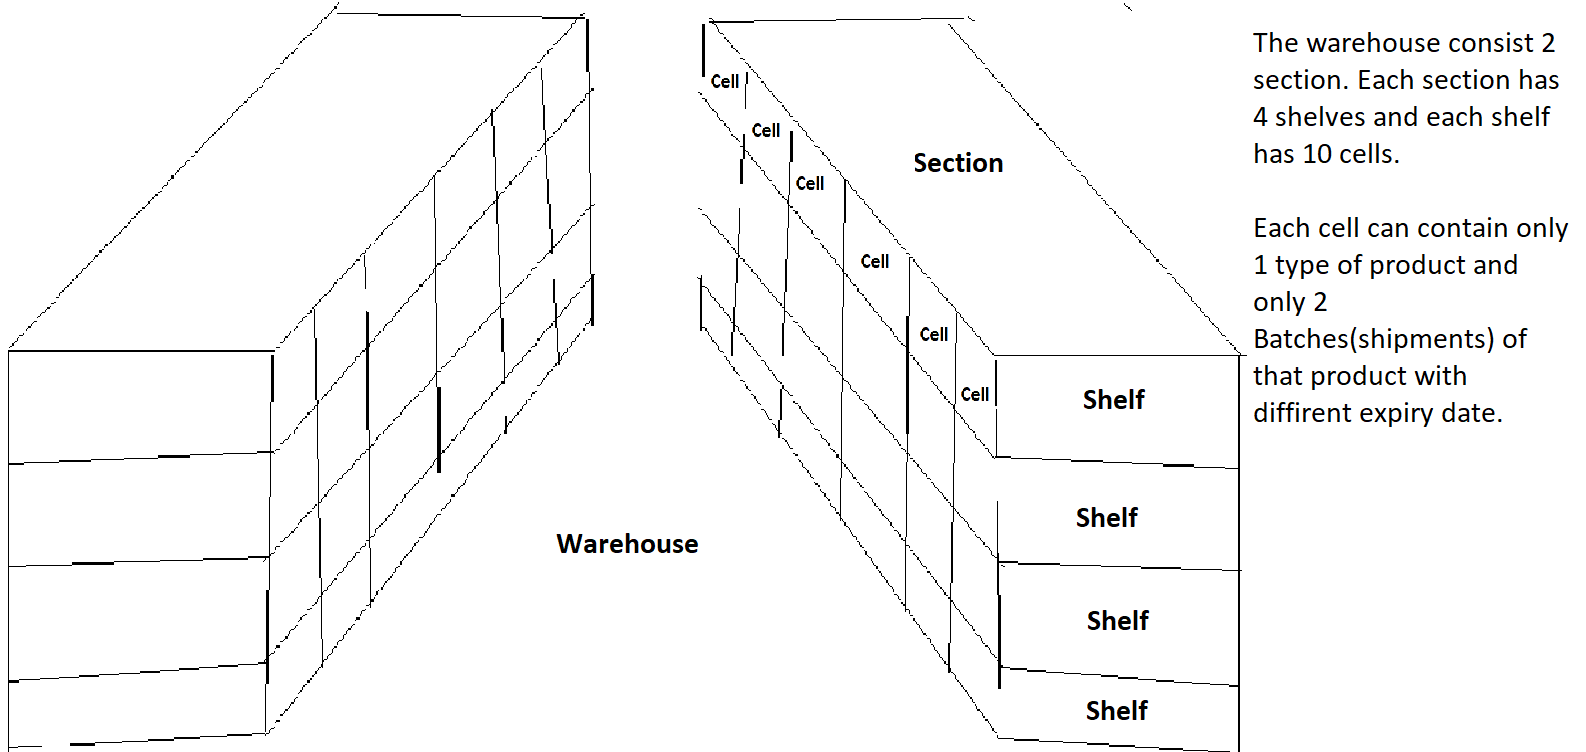 The warehouse consist 2
section. Each section has
4 shelves and each shelf
has 10 cells.
Each cell can contain only
1 type of product and
only 2
Batches(shipments) of
that product with
diffirent expiry date.
Cell
Cell
Section
Cell
Cell
Cell
Cell
Shelf
Shelf
Warehouse
Shelf
Shelf